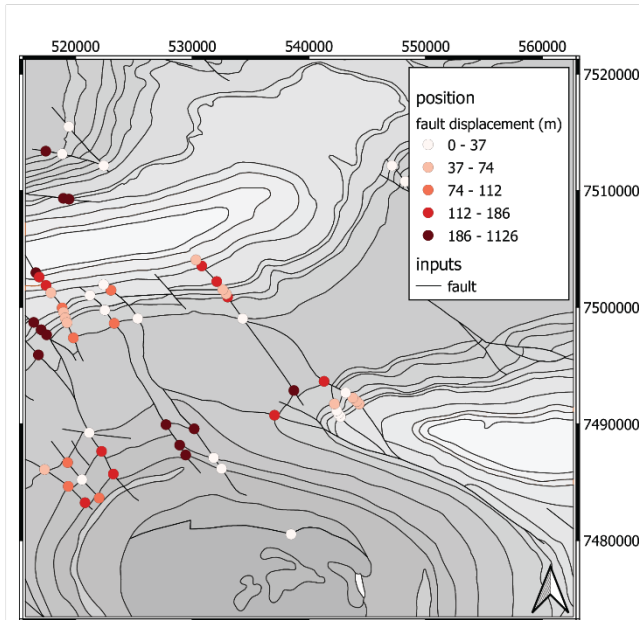 520000 530000 540000 550000 560000
7520000
position
fault displacement (m)
0 - 37
37 - 74
74 - 112
112 - 186
186 - 1126
inputs
fault
7510000
7500000
7490000
7480000